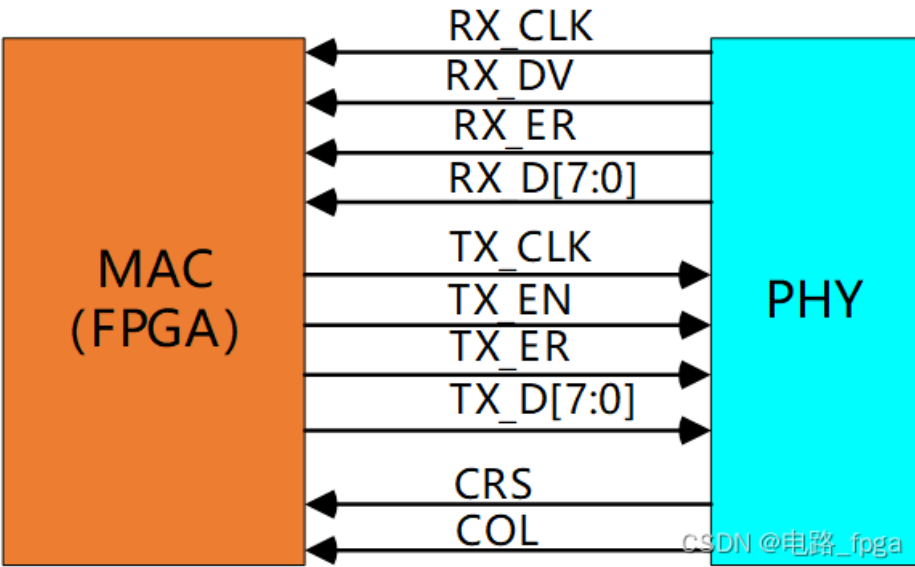 RX_CLK
RX_DV
RX_ER
RX_D[7:0]
TX_CLK
TX_EN
TX_ER
TX_D[7:0]
CRS
COL
MAC
(FPGA)
PHY
CSDN @电路_fpga